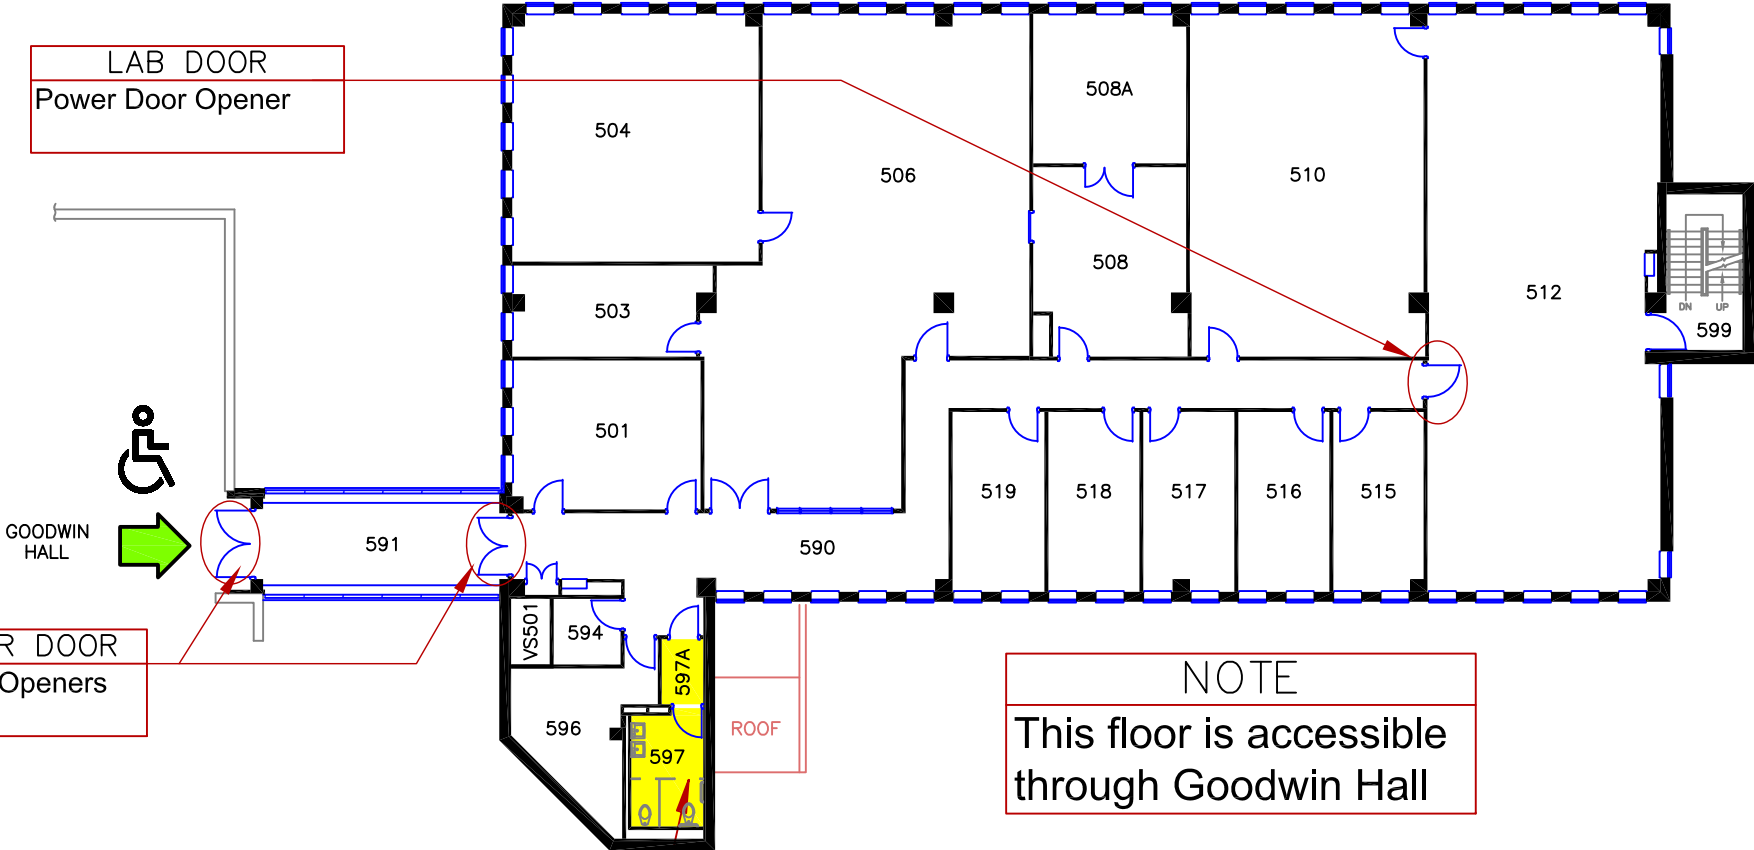 LAB DOOR
Power Door Opener
504
506
508A
510
508
512
503
DN
UP
599
501
519
518
517
516
515
GOODWIN
HALL
591
590
R DOOR
Openers
VS501
594
597A
596
597
ROOF
NOTE
This floor is accessible
through Goodwin Hall